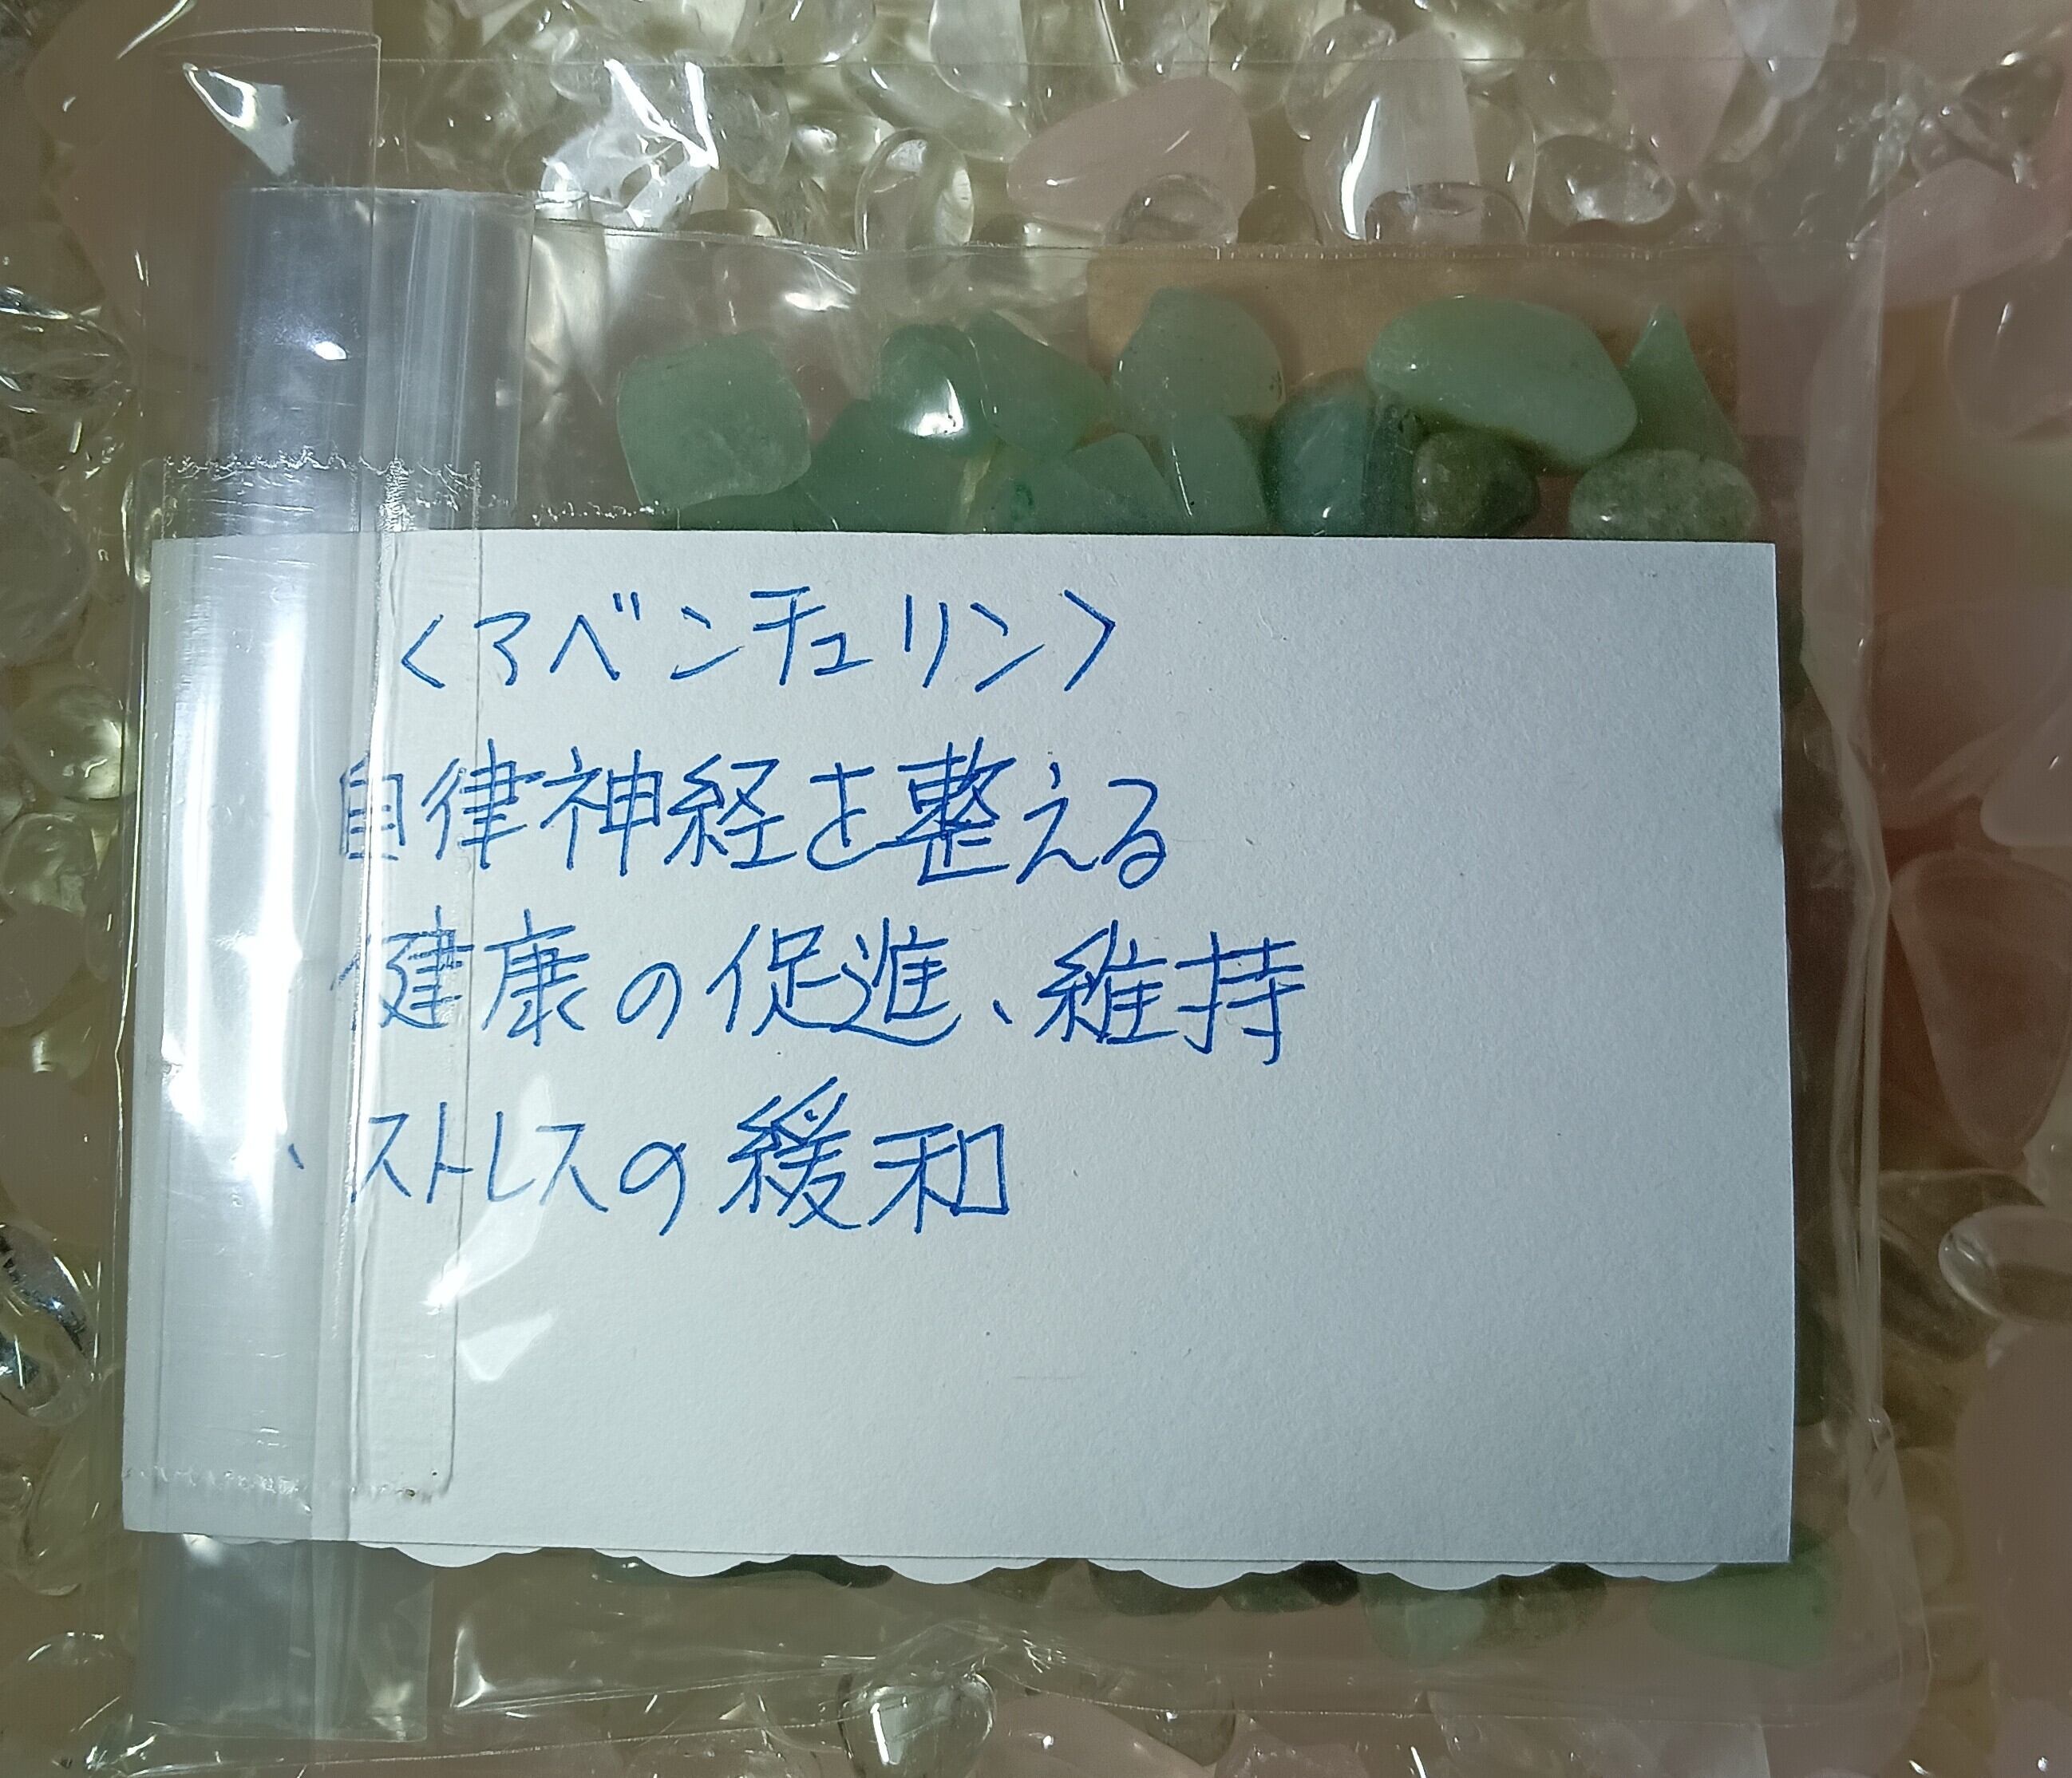 〈アベンチュリン〉
自律神経を整える
健康の促進、維持
、ストレスの緩和